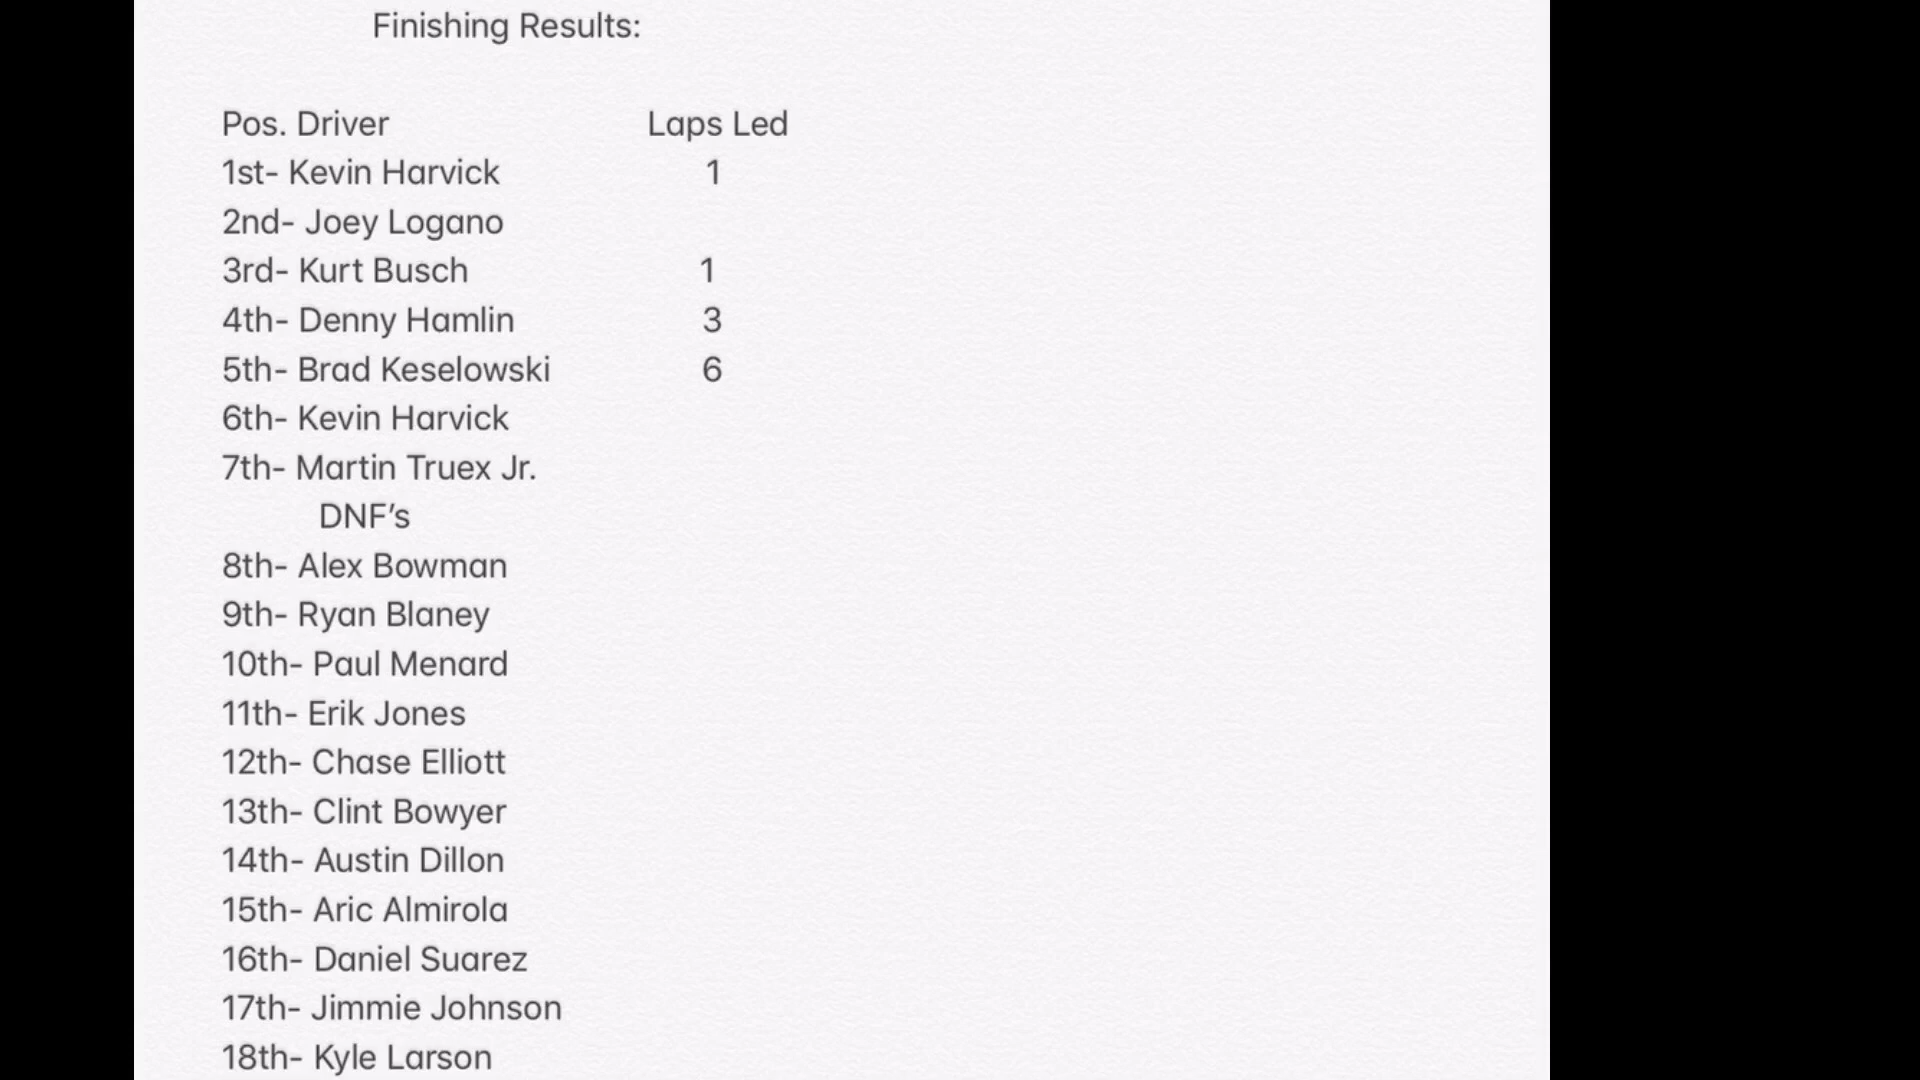 Finishing Results:
Pos. Driver Laps Led
1st- Kevin Harvick 1
2nd- Joey Logano
3rd- Kurt Busch 1
4th- Denny Hamlin 3
5th- Brad Keselowski 6
6th- Kevin Harvick
7th- Martin Truex Jr.
DNF’s
8th- Alex Bowman
9th- Ryan Blaney
10th- Paul Menard
11th- Erik Jones
12th- Chase Elliott
13th- Clint Bowyer
14th- Austin Dillon
15th- Aric Almirola
16th- Daniel Suarez
17th- Jimmie Johnson
18th- Kyle Larson